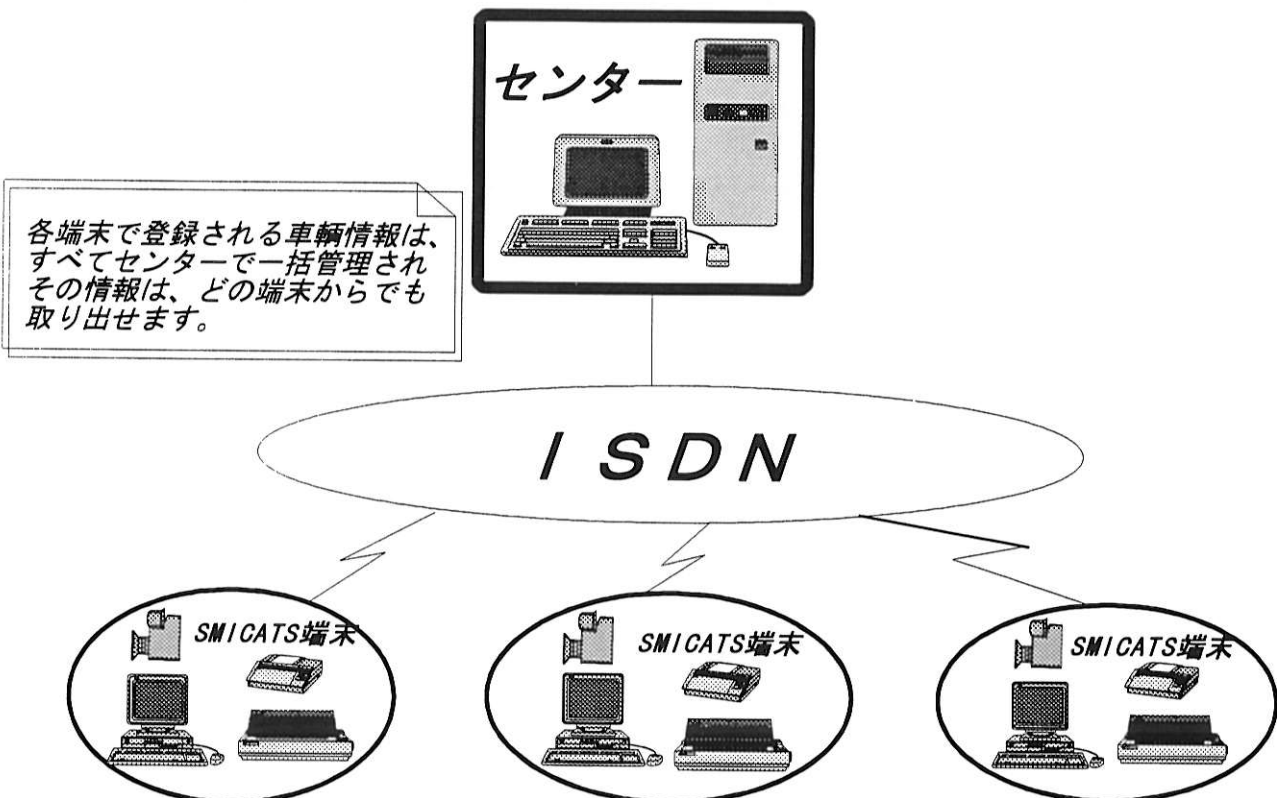 センター
各端末で登録される車輌情報は、
すべてセンターで一括管理され
その情報は、どの端末からでも
取り出せます。
ISDN
SMICATS端末
SMICATS端末
SMICATS端末